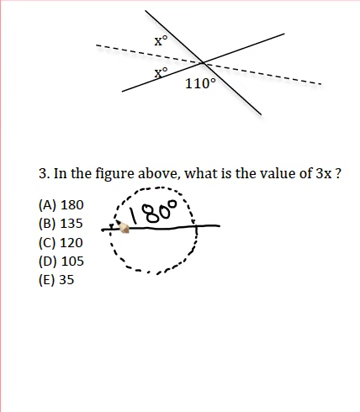 x°
x°
110°
3. In the figure above, what is the value of 3x ?
(A) 180
(B) 135
(C) 120
(D) 105
(E) 35
180°